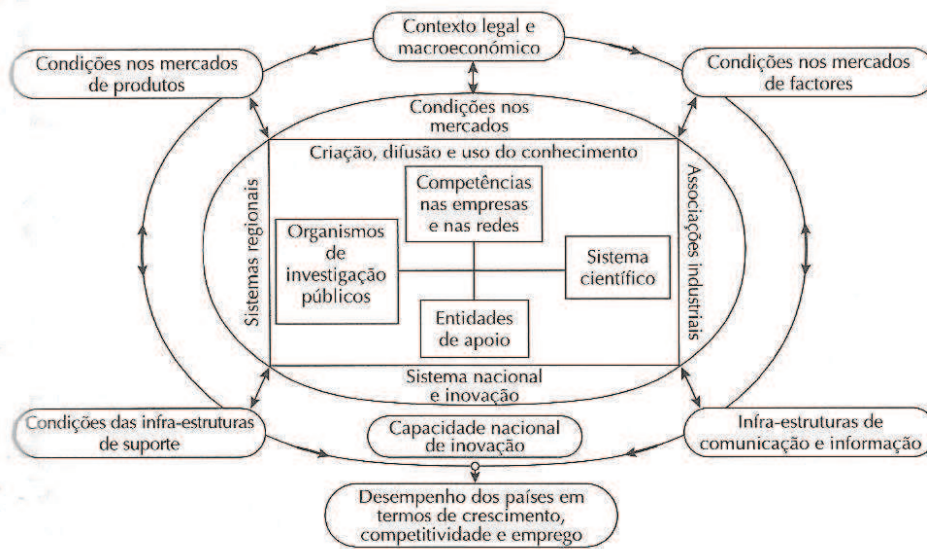 Contexto legal e
macroeconómico
Condições nos mercados
de produtos
Condições nos mercados
de factores
Condições nos
mercados
Criação, difusão e uso do conhecimento
Sistemas regionais
Competências
nas empresas
e nas redes
Organismos
de
investigação
públicos
Sistema
científico
Entidades
de apoio
Associações industriais
Sistema nacional
e inovação
Condições das infra-estruturas
de suporte
Capacidade nacional
de inovação
Infra-estruturas de
comunicação e informação
Desempenho dos países em
termos de crescimento,
competitividade e emprego